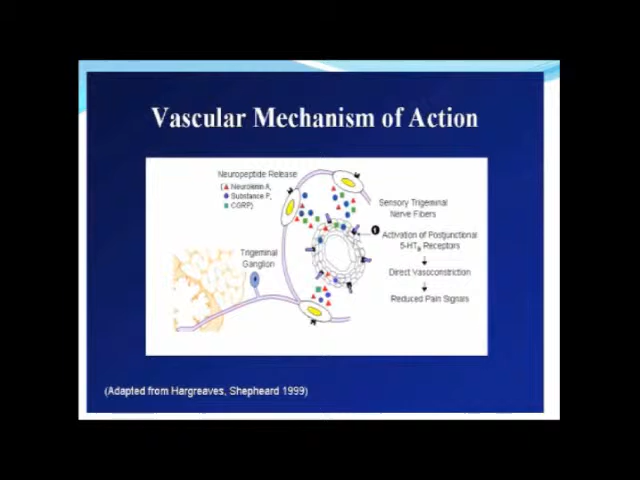 Vascular Mechanism of Action
Neuropeptide Release
(▲ Neurokinin A,
● Substance P,
■ CGRP)
Sensory Trigeminal
Nerve Fibers
1
Activation of Postjunctional
5-HT Receptors
Direct Vasoconstriction
Reduced Pain Signals
Trigeminal
Ganglion
(Adapted from Hargreaves, Shepheard 1999)